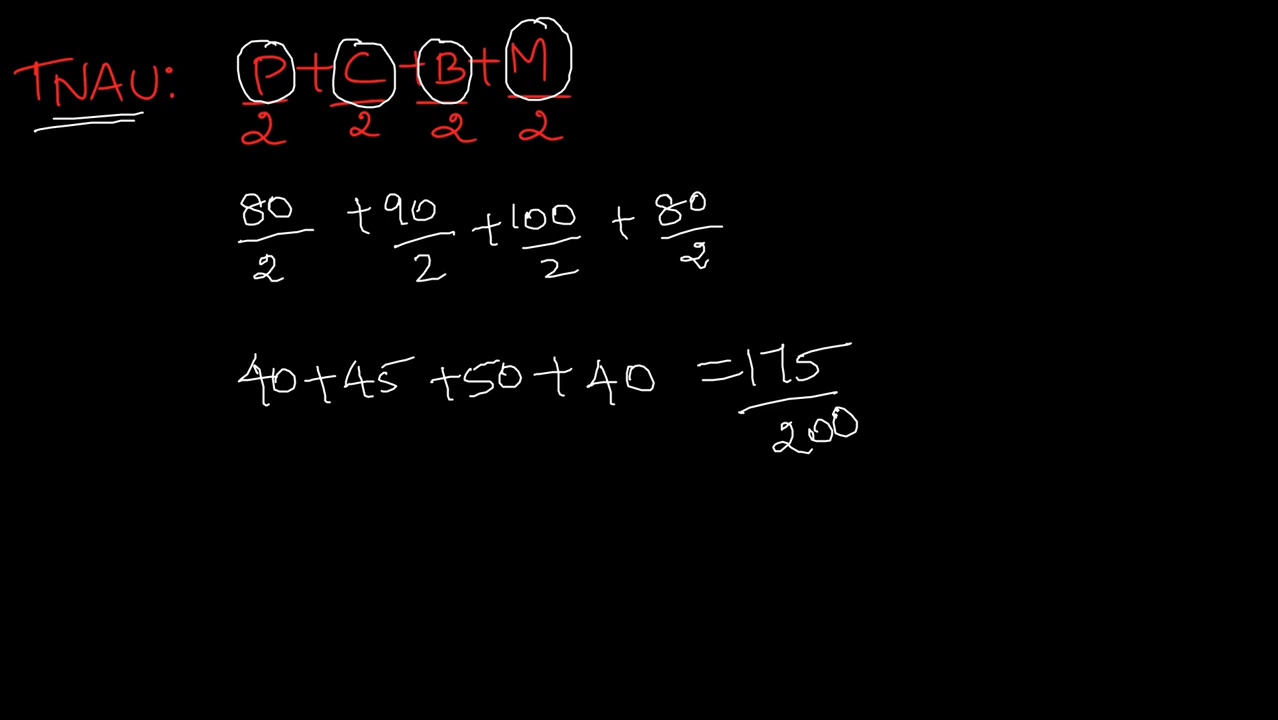 TNAU: P/2 + C/2 + B/2 + M/2
80/2 + 90/2 + 100/2 + 80/2
40 + 45 + 50 + 40 = 175/200